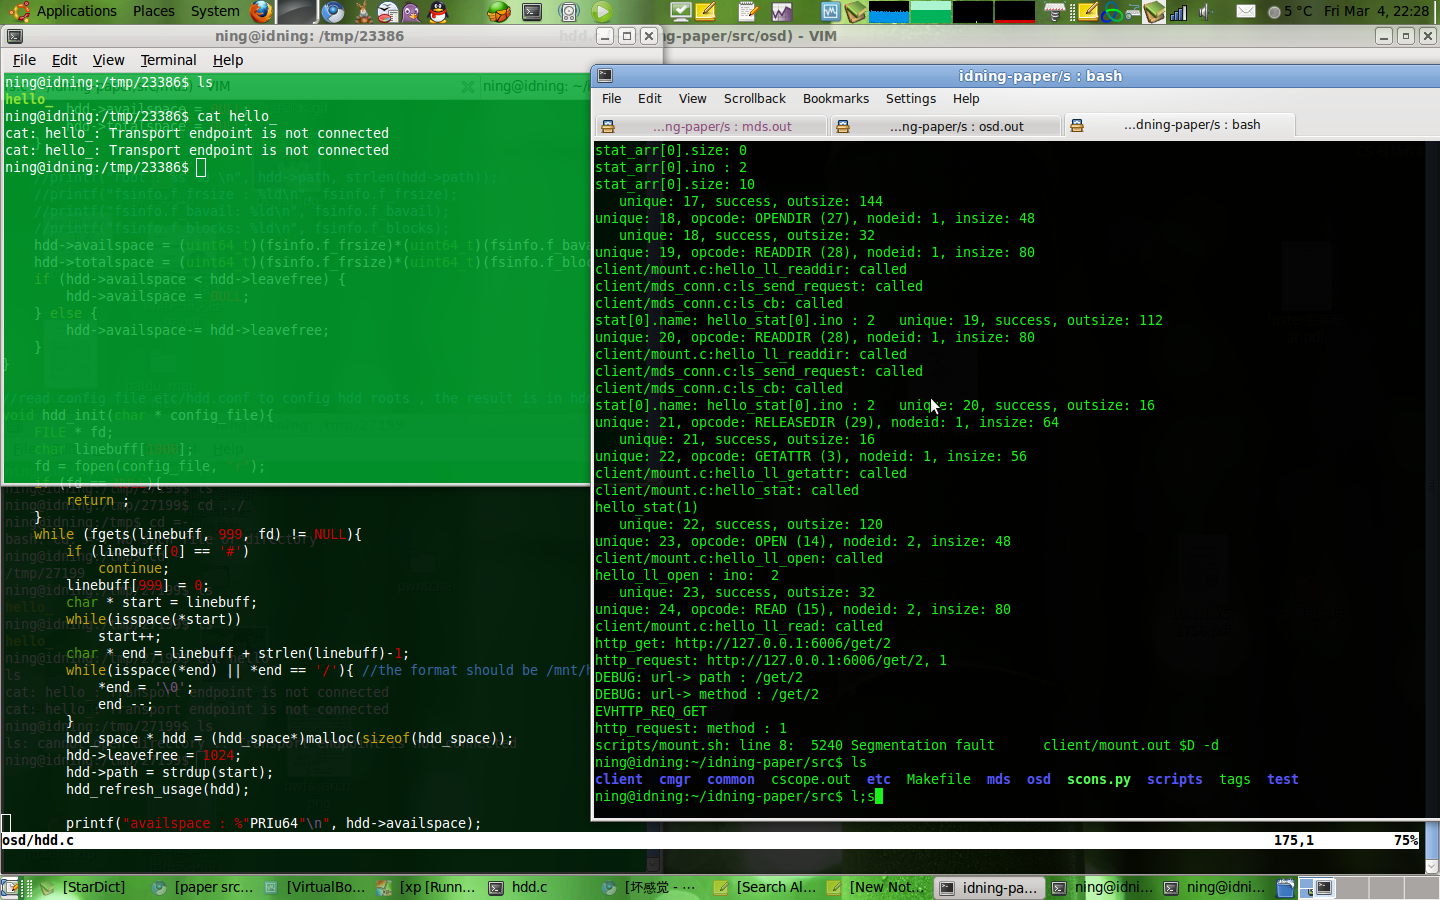 Applications Places System
5 °C Fri Mar 4, 22:28
ning@idning: /tmp/23386
ng-paper/src/osd) - VIM
File Edit View Terminal Help
ning@idning:/tmp/23386$ ls
hello_
ning@idning:/tmp/23386$ cat hello_
cat: hello_: Transport endpoint is not connected
cat: hello_: Transport endpoint is not connected
ning@idning:/tmp/23386$
//printf("fsinfo.f_frsize : %ld\n", fsinfo.f_frsize);
//printf("fsinfo.f_bavail: %ld\n", fsinfo.f_bavail);
hdd->availspace = (uint64_t)(fsinfo.f_frsize)*(uint64_t)(fsinfo.f_bava
hdd->totalspace = (uint64_t)(fsinfo.f_frsize)*(uint64_t)(fsinfo.f_bloc
if (hdd->availspace < hdd->leavefree) {
hdd->availspace = NULL;
} else {
hdd->availspace-= hdd->leavefree;
}
}
//read config file etc/hdd.conf to config hdd roots , the result is in hd
void hdd_init(char * config_file){
FILE * fd;
char linebuff[
fd = fopen(config_file, "r");
if (fd == NULL){
return ;
}
while (fgets(linebuff, 999, fd) != NULL){
if (linebuff[0] == '#')
continue;
linebuff[999] = 0;
char * start = linebuff;
while(isspace(*start))
start++;
char * end = linebuff + strlen(linebuff)-1;
while(isspace(*end) || *end == '/'){ //the format should be /mnt/h
*end = '\0';
end --;
}
hdd_space * hdd = (hdd_space*)malloc(sizeof(hdd_space));
hdd->leavefree = 1024;
hdd->path = strdup(start);
hdd_refresh_usage(hdd);
printf("availspace : %"PRIu64"\n", hdd->availspace);
osd/hdd.c 175,1 75%
idning-paper/s : bash
File Edit View Scrollback Bookmarks Settings Help
...ng-paper/s : mds.out ...ng-paper/s : osd.out ...dning-paper/s : bash
stat_arr[0].size: 0
stat_arr[0].ino : 2
stat_arr[0].size: 10
unique: 17, success, outsize: 144
unique: 18, opcode: OPENDIR (27), nodeid: 1, insize: 48
unique: 18, success, outsize: 32
unique: 19, opcode: READDIR (28), nodeid: 1, insize: 80
client/mount.c:hello_ll_readdir: called
client/mds_conn.c:ls_send_request: called
client/mds_conn.c:ls_cb: called
stat[0].name: hello_stat[0].ino : 2   unique: 19, success, outsize: 112
unique: 20, opcode: READDIR (28), nodeid: 1, insize: 80
client/mount.c:hello_ll_readdir: called
client/mds_conn.c:ls_send_request: called
client/mds_conn.c:ls_cb: called
stat[0].name: hello_stat[0].ino : 2   unique: 20, success, outsize: 16
unique: 21, opcode: RELEASEDIR (29), nodeid: 1, insize: 64
unique: 21, success, outsize: 16
unique: 22, opcode: GETATTR (3), nodeid: 1, insize: 56
client/mount.c:hello_ll_getattr: called
client/mount.c:hello_stat: called
hello_stat(1)
unique: 22, success, outsize: 120
unique: 23, opcode: OPEN (14), nodeid: 2, insize: 48
client/mount.c:hello_ll_open: called
hello_ll_open : ino:  2
unique: 23, success, outsize: 32
unique: 24, opcode: READ (15), nodeid: 2, insize: 80
client/mount.c:hello_ll_read: called
http_get: http://127.0.0.1:6006/get/2
http_request: http://127.0.0.1:6006/get/2, 1
DEBUG: url-> path : /get/2
DEBUG: url-> method : /get/2
EVHTTP_REQ_GET
http_request: method : 1
scripts/mount.sh: line 8:  5240 Segmentation fault      client/mount.out $D -d
ning@idning:~/idning-paper/src$ ls
client cmgr common cscope.out etc Makefile mds osd scons.py scripts tags test
ning@idning:~/idning-paper/src$ l;s
[StarDict] [paper src... [VirtualBo... [xp [Runn... hdd.c [坏感觉 - ... [Search Al... [New Not... idning-pa... ning@idni... ning@idni...